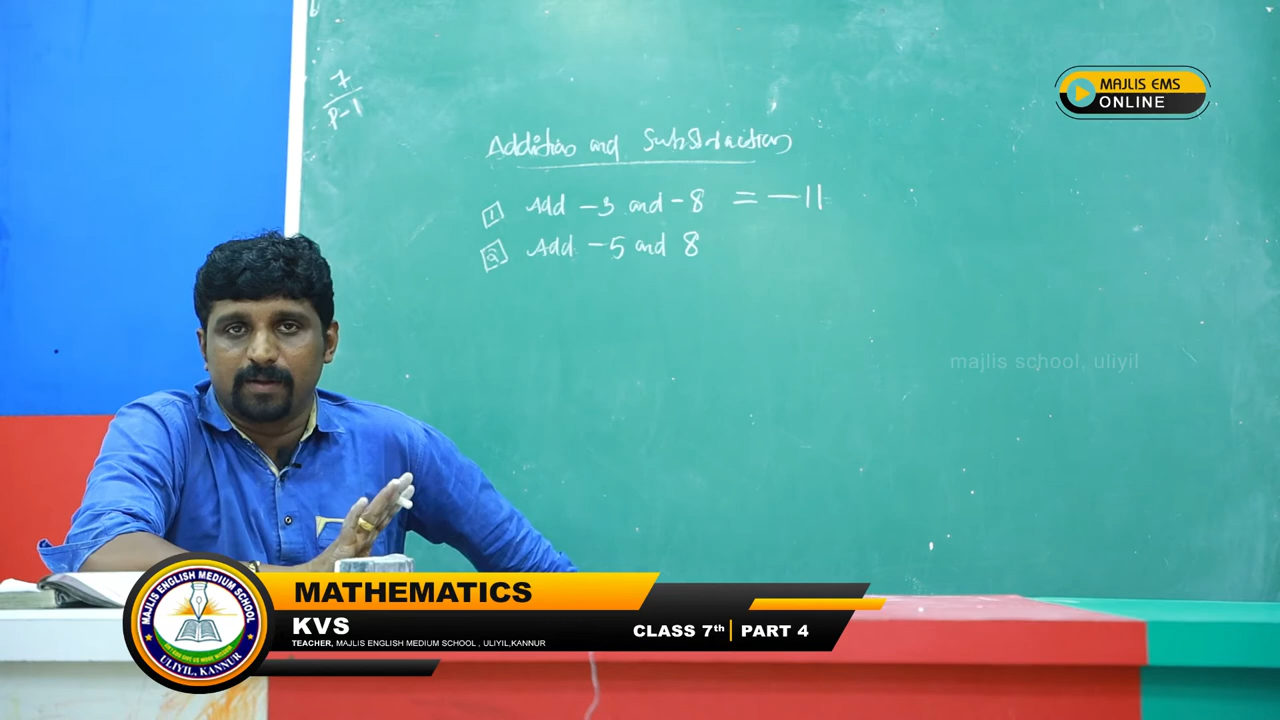 7
P-1
Addition and Substraction
1 Add -3 and -8 = -11
2 Add -5 and 8
MAJLIS EMS
ONLINE
majlis school, uliyil
MAJLIS ENGLISH MEDIUM SCHOOL
ULIYIL, KANNUR
MATHEMATICS
KVS
TEACHER, MAJLIS ENGLISH MEDIUM SCHOOL , ULIYIL,KANNUR
CLASS 7th | PART 4